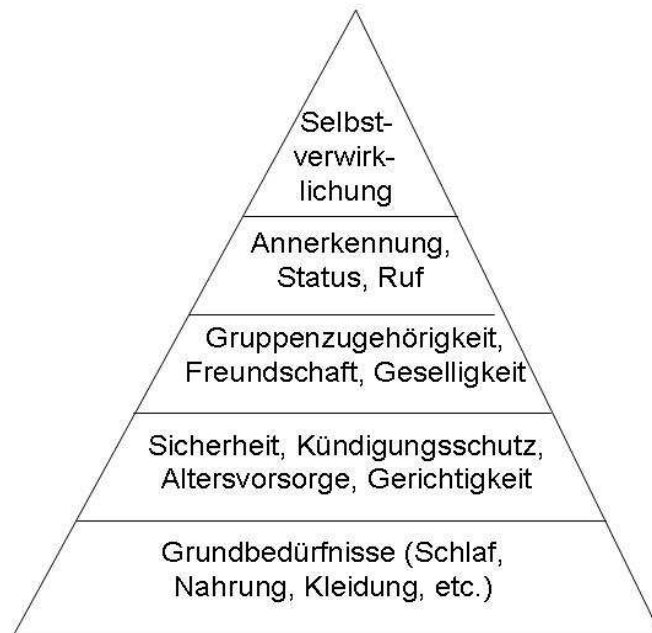 Selbst-
verwirk-
lichung
Annerkennung,
Status, Ruf
Gruppenzugehörigkeit,
Freundschaft, Geselligkeit
Sicherheit, Kündigungsschutz,
Altersvorsorge, Gerichtigkeit
Grundbedürfnisse (Schlaf,
Nahrung, Kleidung, etc.)